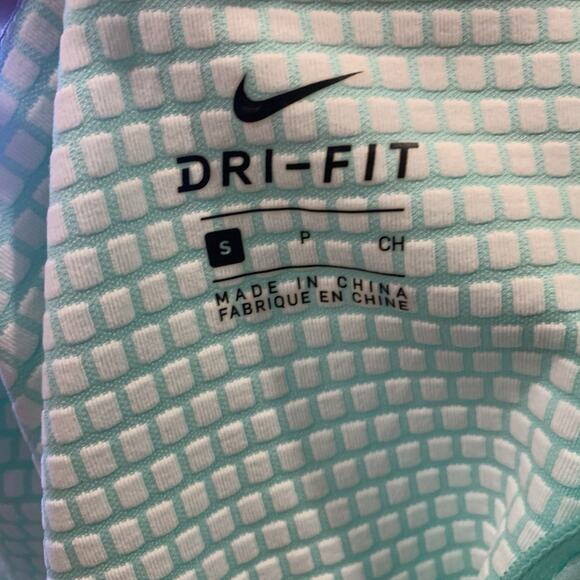 DRI-FIT
S P CH
MADE IN CHINA
FABRIQUE EN CHINE